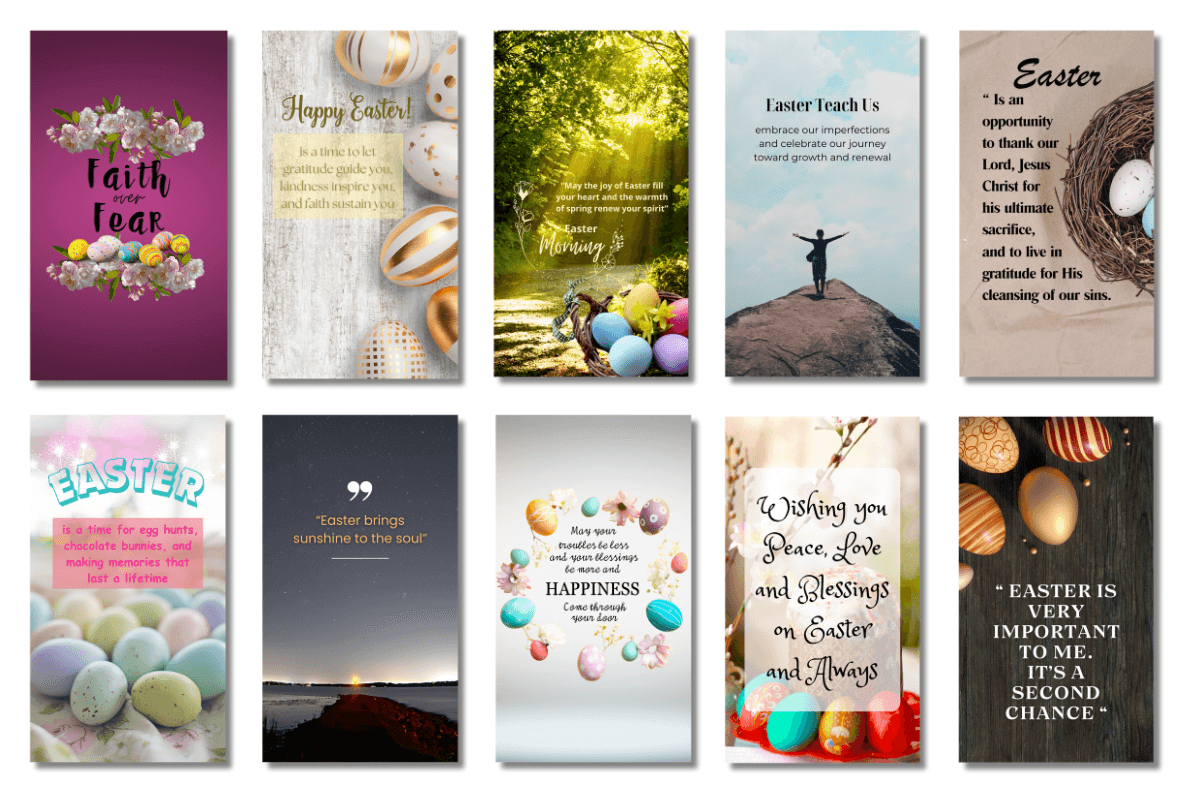 Faith
over
Fear
Happy Easter!
is a time to let
gratitude guide you,
kindness inspire you,
and faith sustain you
"May the joy of Easter fill
your heart and the warmth
of spring renew your spirit"
Easter
Morning
Easter Teach Us
embrace our imperfections
and celebrate our journey
toward growth and renewal
Easter
“ Is an
opportunity
to thank our
Lord, Jesus
Christ for
his ultimate
sacrifice,
and to live in
gratitude for His
cleansing of our sins.
EASTER
is a time for egg hunts,
chocolate bunnies, and
making memories that
last a lifetime
”
“Easter brings
sunshine to the soul”
May your
troubles be less
and your blessings
be more and
HAPPINESS
Come through
your door
Wishing you
Peace, Love
and Blessings
on Easter
and Always
“ EASTER IS
VERY
IMPORTANT
TO ME.
IT’S A
SECOND
CHANCE “